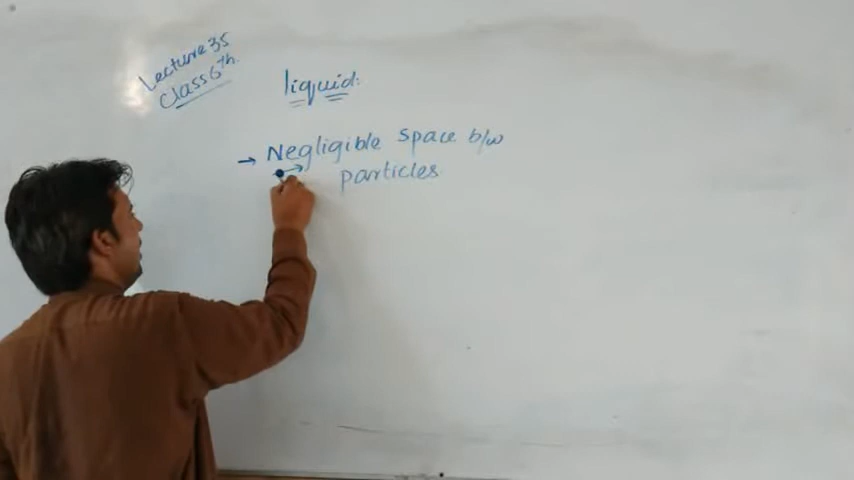 Lecture 35
Class 6th.
liquid:
→ Negligible space b/w
particles